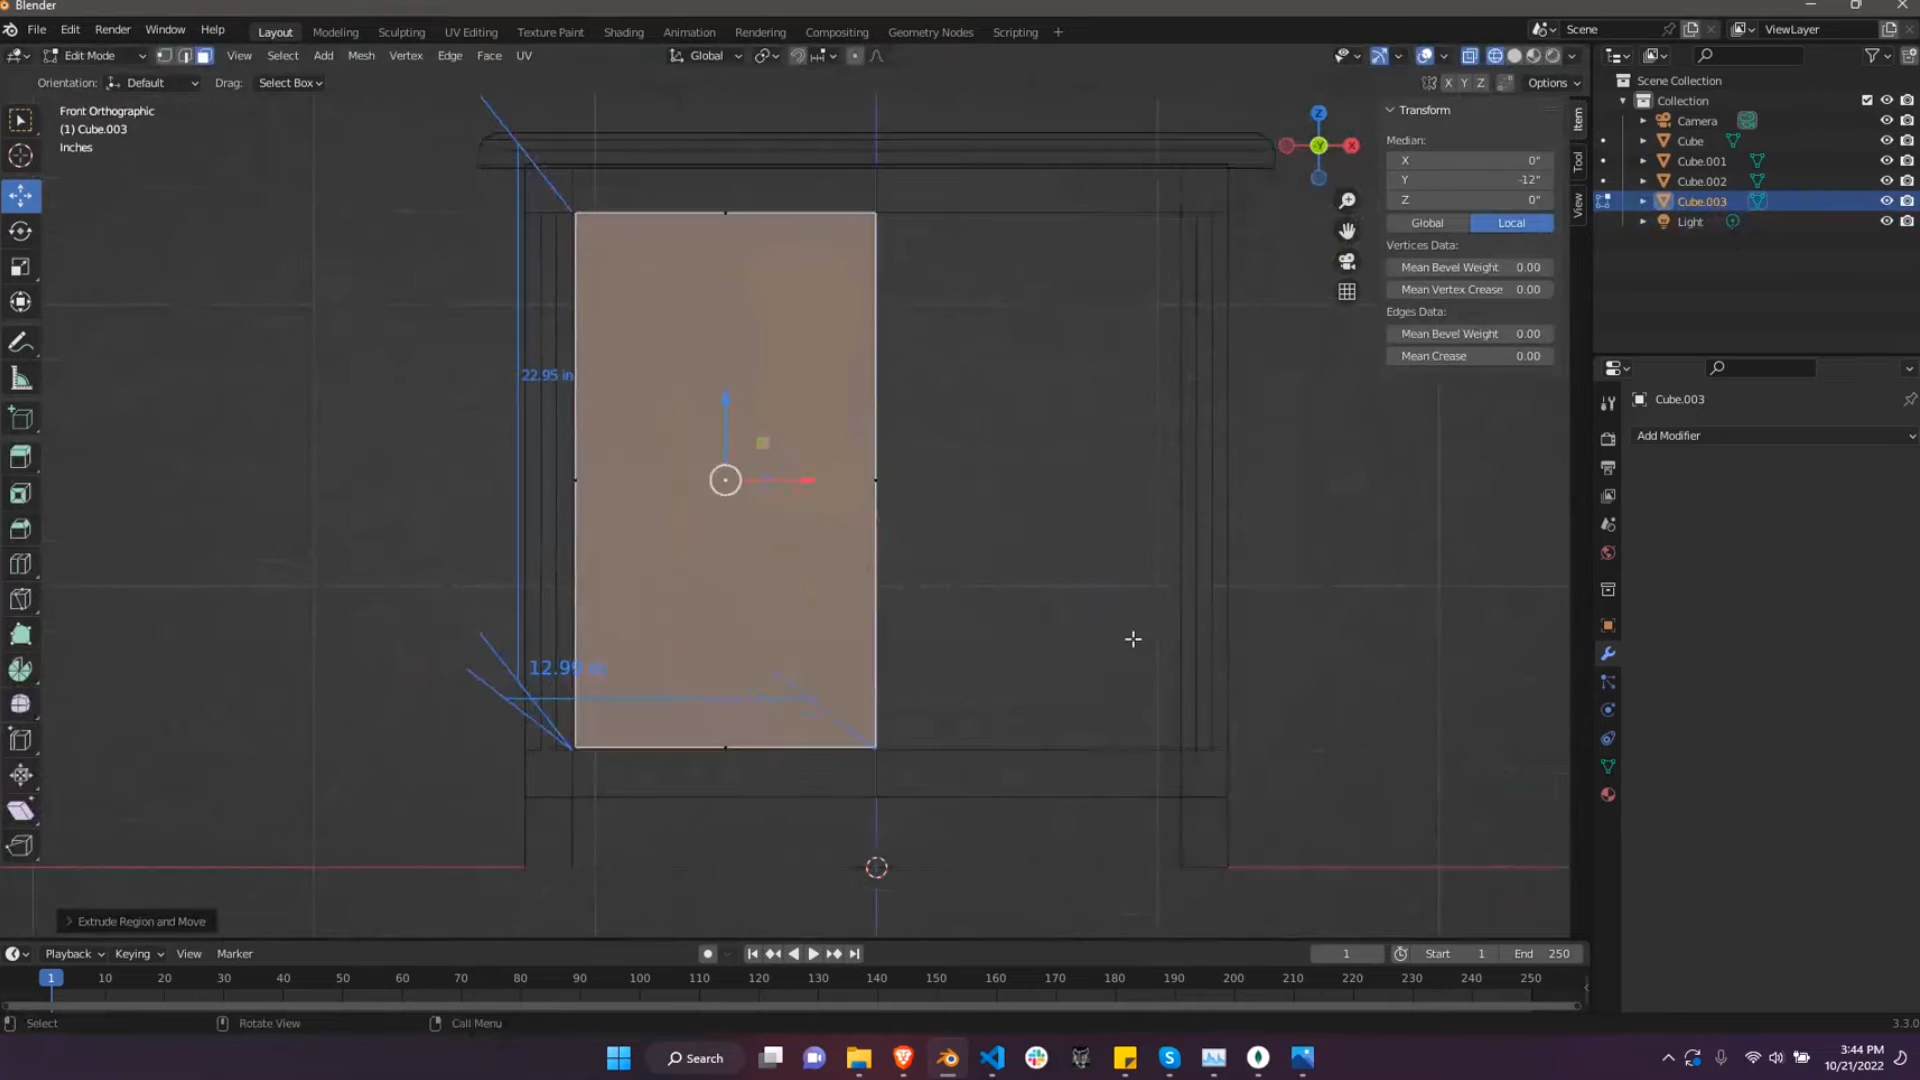 Blender
File Edit Render Window Help Layout Modeling Sculpting UV Editing Texture Paint Shading Animation Rendering Compositing Geometry Nodes Scripting + Scene ViewLayer
Edit Mode View Select Add Mesh Vertex Edge Face UV Global
Orientation: Default Drag: Select Box X Y Z Options
Front Orthographic
(1) Cube.003
Inches
Z
Y
X
22.95 in
12.99 in
Transform
Median:
X 0"
Y -12"
Z 0"
Global Local
Vertices Data:
Mean Bevel Weight 0.00
Mean Vertex Crease 0.00
Edges Data:
Mean Bevel Weight 0.00
Mean Crease 0.00
Item
Tool
View
Scene Collection
Collection
Camera
Cube
Cube.001
Cube.002
Cube.003
Light
Cube.003
Add Modifier
Extrude Region and Move
Playback Keying View Marker 1 Start 1 End 250
1 10 20 30 40 50 60 70 80 90 100 110 120 130 140 150 160 170 180 190 200 210 220 230 240 250
Select Rotate View Call Menu 3.3.0
Search
3:44 PM
10/21/2022